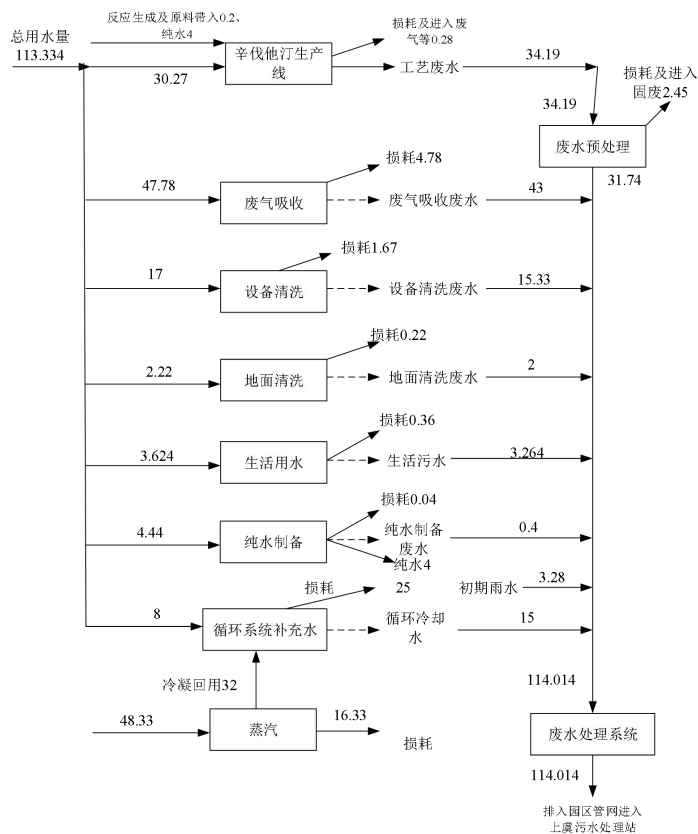 反应生成及原料带入0.2、
纯水4
总用水量
113.334
30.27
辛伐他汀生产
线
损耗及进入废
气等0.28
工艺废水
34.19
34.19
损耗及进入
固废2.45
废水预处理
31.74
47.78
废气吸收
损耗4.78
废气吸收废水
43
17
设备清洗
损耗1.67
设备清洗废水
15.33
2.22
地面清洗
损耗0.22
地面清洗废水
2
3.624
生活用水
损耗0.36
生活污水
3.264
4.44
纯水制备
损耗0.04
纯水制备
废水
纯水4
0.4
初期雨水
3.28
8
循环系统补充水
损耗
25
循环冷却
水
15
冷凝回用32
48.33
蒸汽
16.33
损耗
114.014
废水处理系统
114.014
排入园区管网进入
上虞污水处理站